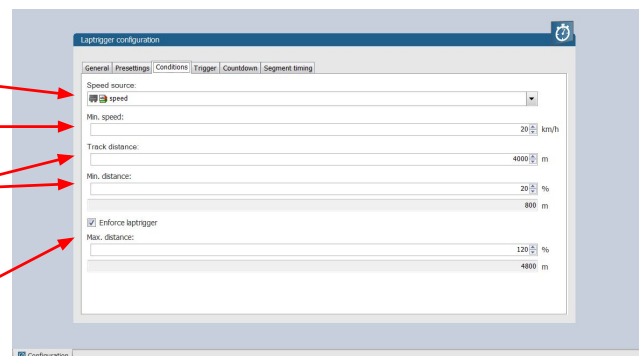 Laptrigger configuration
General Presettings Conditions Trigger Countdown Segment timing
Speed source:
speed
Min. speed:
20 km/h
Track distance:
4000 m
Min. distance:
20 %
800 m
Enforce laptrigger
Max. distance:
120 %
4800 m
Configuration